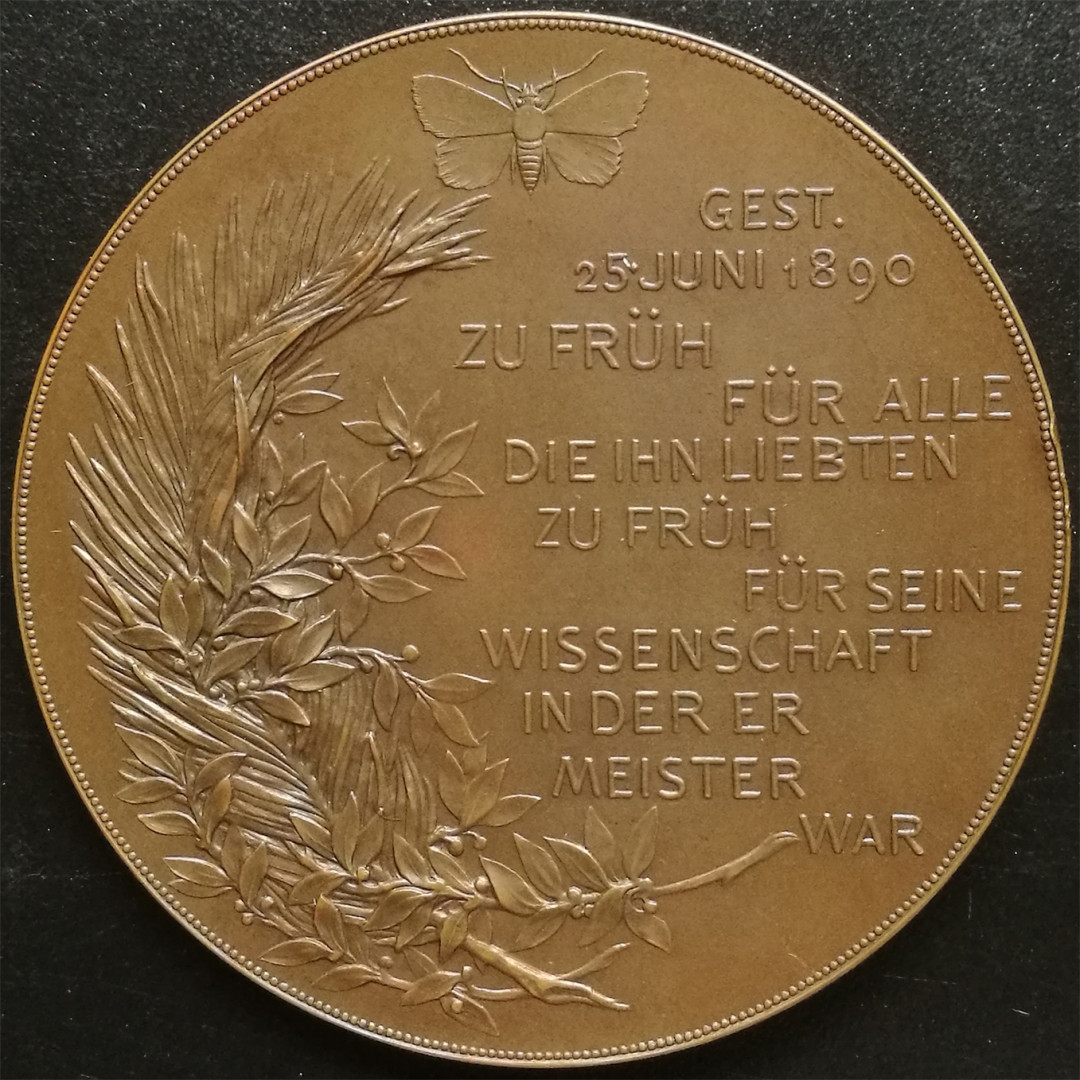 GEST.
25 JUNI 1890
ZU FRÜH
FÜR ALLE
DIE IHN LIEBTEN
ZU FRÜH
FÜR SEINE
WISSENSCHAFT
IN DER ER
MEISTER
WAR